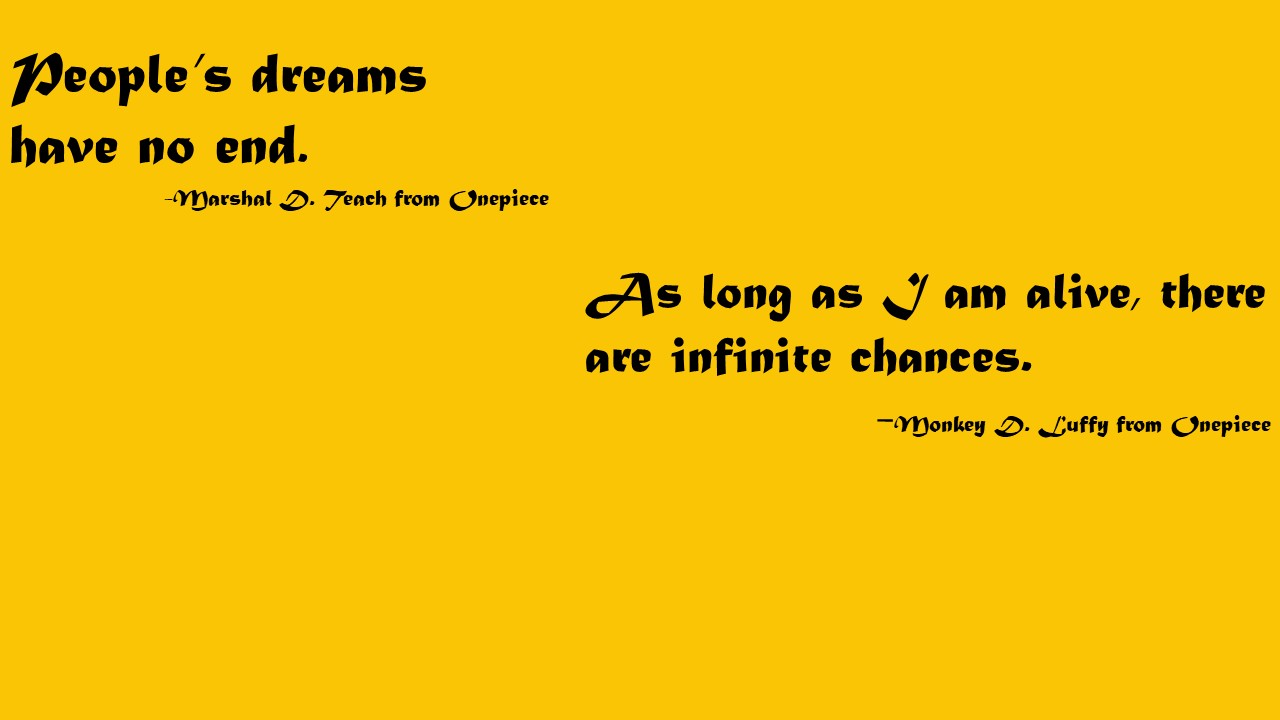 People's dreams
have no end.
-Marshal D. Teach from Onepiece
As long as I am alive, there
are infinite chances.
-Monkey D. Luffy from Onepiece